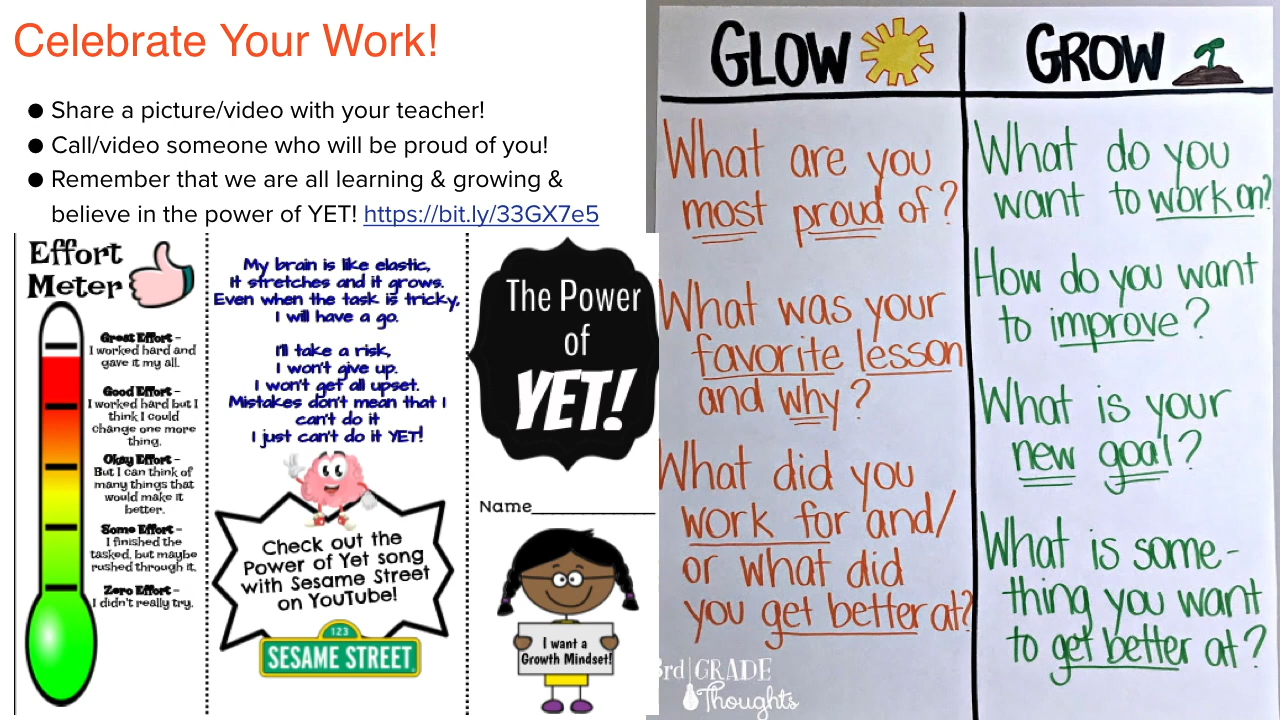 Celebrate Your Work!
● Share a picture/video with your teacher!
● Call/video someone who will be proud of you!
● Remember that we are all learning & growing &
believe in the power of YET! https://bit.ly/33GX7e5
Effort
Meter
Great Effort -
I worked hard and
gave it my all.
Good Effort -
I worked hard but I
think I could
change one more
thing.
Okay Effort -
But I can think of
many things that
would make it
better.
Some Effort -
I finished the
tasked, but maybe
rushed through it.
Zero Effort -
I didn't really try.
My brain is like elastic,
It stretches and it grows.
Even when the task is tricky,
I will have a go.
I'll take a risk,
I won't give up.
I won't get all upset.
Mistakes don't mean that I
can't do it
I just can't do it YET!
Check out the
Power of Yet song
with Sesame Street
on YouTube!
123
SESAME STREET
The Power
of
YET!
Name
I want a
Growth Mindset!
GLOW
What are you
most proud of?
What was your
favorite lesson
and why?
What did you
work for and/
or what did
you get better at?
3rd GRADE
Thoughts
GROW
What do you
want to work on?
How do you want
to improve?
What is your
new goal?
What is some-
thing you want
to get better at?